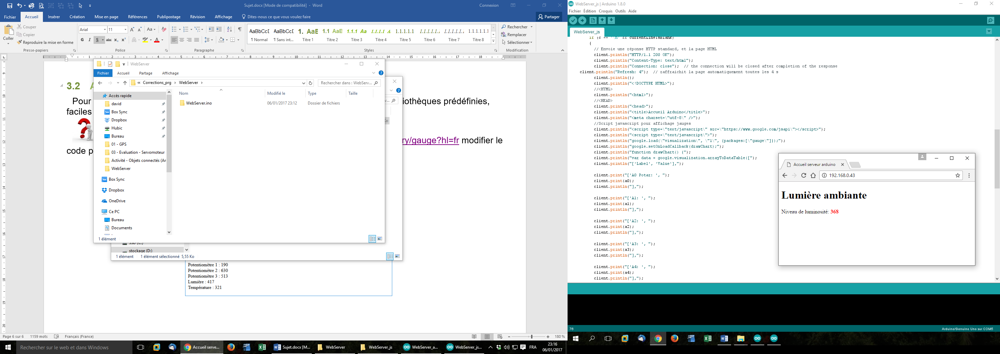 Sujet.docx [Mode de compatibilité] - Word
Connexion
Fichier Accueil Insérer Création Mise en page Références Publipostage Révision Affichage Dites-nous ce que vous voulez faire Partager
Coller
Couper
Copier
Reproduire la mise en forme
Presse-papiers
Arial 11
G I S abc x₂ x²
Police
Paragraphe
AaBbCcD AaBbCcD 1. AaE 1.1 AaE 1.1.1 Aa 1.1.1.1 A 1.1.1.1.1 1.1.1.1.1. 1.1.1.1.1. 1.1.1.1.1.1
¶ Normal ¶ Sans int... Titre 1 Titre 2 Titre 3 Titre 4 Titre 5 Titre 6 Titre 7 Titre 8
Styles
Rechercher
Remplacer
Sélectionner
Modification
3.2
Pour
iothèques prédéfinies,
faciles
ry/gauge?hl=fr modifier le
code p
WebServer
Fichier Accueil Partage Affichage
« Corrections_prg > WebServer >
Rechercher dans : WebServ...
Nom Modifié le Type Taille
WebServer.ino 06/01/2017 23:12 Dossier de fichiers
Accès rapide
david
Box Sync
Dropbox
Hubic
Bureau
01 - GPS
03 - Evaluation - Servomoteur
Activité - Objets connectés (Ar
WebServer
Box Sync
Dropbox
OneDrive
Ce PC
Bureau
Documents
1 élément
SSD (C:)
stockage (D:)
1 élément 1 élément sélectionné 5,55 Ko
Potentiomètre 1 : 190
Potentiomètre 2 : 630
Potentiomètre 3 : 513
Lumière : 417
Température : 321
Page 6 sur 6 1159 mots Français (France)
180 %
Rechercher sur le web et dans Windows
Accueil serve...
Sujet.docx [M...
WebServer
WebServer_js
WebServer_a...
WebServer_js...
FRA
23:16
06/01/2017
WebServer_js | Arduino 1.8.0
Fichier Édition Croquis Outils Aide
WebServer_js
if (c == '\n' && currentLineIsBlank)
{
// Envoie une réponse HTTP standard, et la page HTML
client.println("HTTP/1.1 200 OK");
client.println("Content-Type: text/html");
client.println("Connection: close"); // the connection will be closed after completion of the response
client.println("Refresh: 4"); // raffraichit la page automatiquement toutes les 4 s
client.println();
client.println("<!DOCTYPE HTML>");
//<HTML>
client.println("<html>");
//<HEAD>
client.println("<head>");
client.println("<title>Accueil Arduino</title>");
client.println("<meta charset=\"utf-8\" />");
//Script javascript pour affichage jauges
client.println("<script type=\"text/javascript\" src=\"https://www.google.com/jsapi\"></script>");
client.println("<script type=\"text/javascript\">");
client.println("google.load(\"visualization\", \"1\", {packages:[\"gauge\"]});");
client.println("google.setOnLoadCallback(drawChart);");
client.println("function drawChart() {");
client.println("var data = google.visualization.arrayToDataTable([");
client.println("['Label', 'Value'],");
client.print("['A0 Potar: ', ");
client.print(a0);
client.println("],");
client.print("['A1: ', ");
client.print(a1);
client.println("],");
client.print("['A2: ', ");
client.print(a2);
client.println("],");
client.print("['A3: ', ");
client.print(a3);
client.println("],");
client.print("['A4: ', ");
client.print(a4);
client.println("],");
Accueil serveur arduino
192.168.0.43
Lumière ambiante
Niveau de luminosité: 368
76
Arduino/Genuino Uno sur COM5